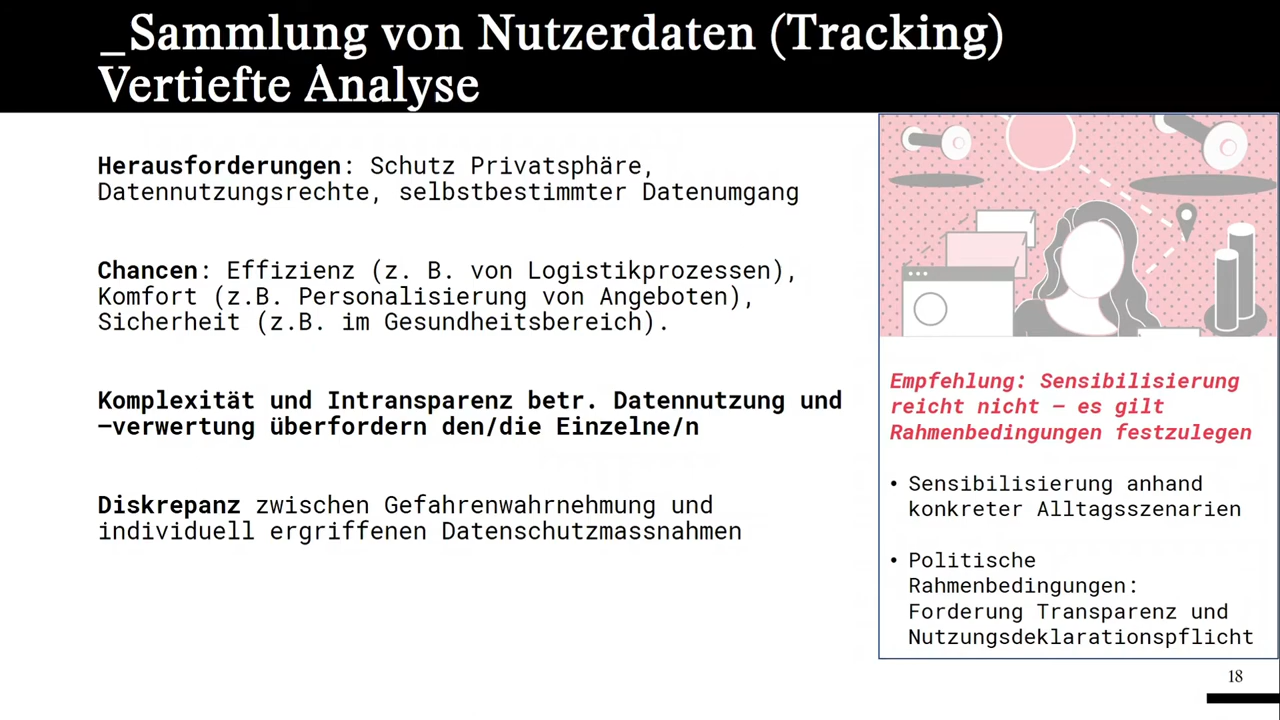 _Sammlung von Nutzerdaten (Tracking)
Vertiefte Analyse
Herausforderungen: Schutz Privatsphäre,
Datennutzungsrechte, selbstbestimmter Datenumgang
Chancen: Effizienz (z. B. von Logistikprozessen),
Komfort (z.B. Personalisierung von Angeboten),
Sicherheit (z.B. im Gesundheitsbereich).
Komplexität und Intransparenz betr. Datennutzung und
–verwertung überfordern den/die Einzelne/n
Diskrepanz zwischen Gefahrenwahrnehmung und
individuell ergriffenen Datenschutzmassnahmen
Empfehlung: Sensibilisierung
reicht nicht – es gilt
Rahmenbedingungen festzulegen
• Sensibilisierung anhand
konkreter Alltagsszenarien
• Politische
Rahmenbedingungen:
Forderung Transparenz und
Nutzungsdeklarationspflicht
18